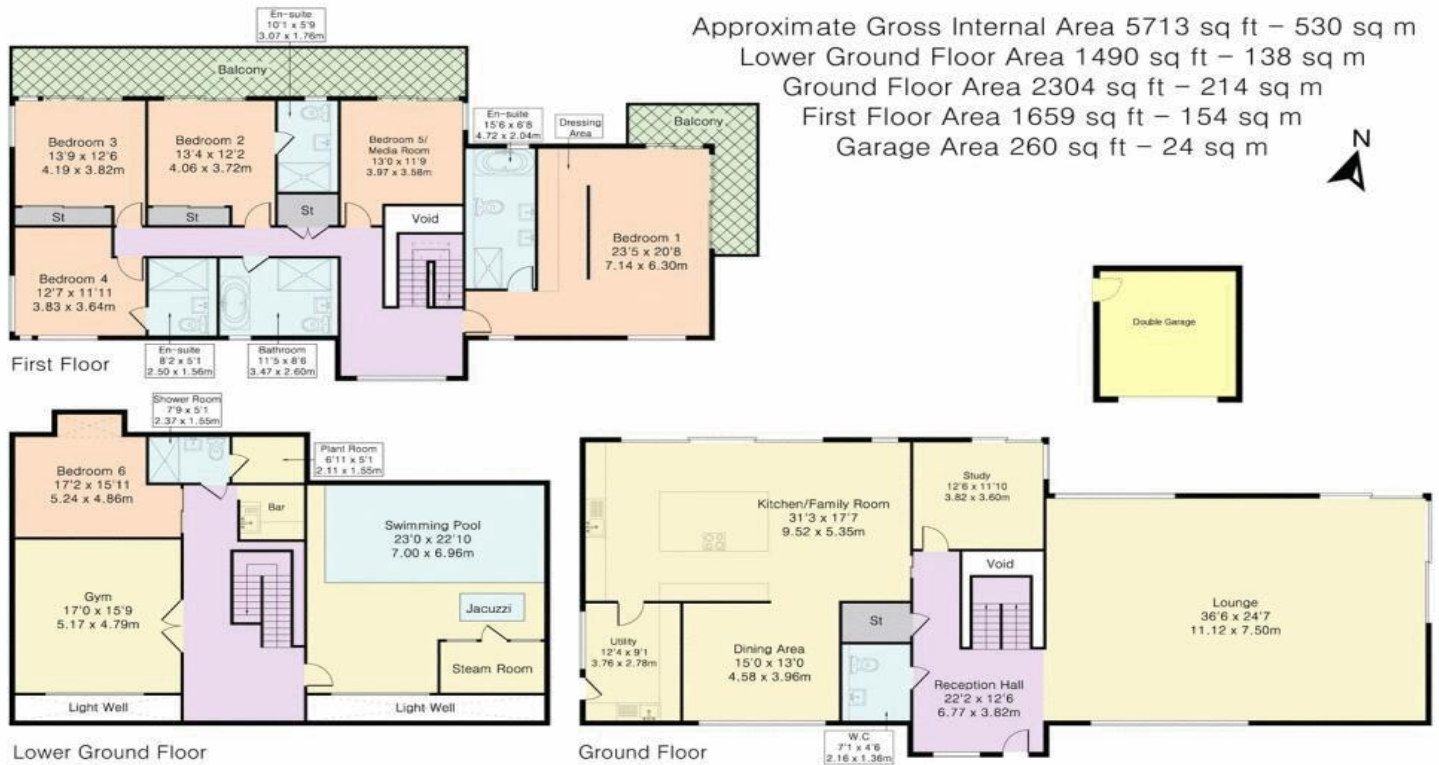 Approximate Gross Internal Area 5713 sq ft – 530 sq m
Lower Ground Floor Area 1490 sq ft – 138 sq m
Ground Floor Area 2304 sq ft – 214 sq m
First Floor Area 1659 sq ft – 154 sq m
Garage Area 260 sq ft – 24 sq m
N
En-suite
10'1 x 5'9
3.07 x 1.76m
Balcony
Bedroom 3
13'9 x 12'6
4.19 x 3.82m
St
Bedroom 2
13'4 x 12'2
4.06 x 3.72m
St
St
Bedroom 5/
Media Room
13'0 x 11'9
3.97 x 3.58m
Void
En-suite
15'6 x 6'8
4.72 x 2.04m
Dressing
Area
Balcony
Bedroom 1
23'5 x 20'8
7.14 x 6.30m
Bedroom 4
12'7 x 11'11
3.83 x 3.64m
En-suite
8'2 x 5'1
2.50 x 1.56m
Bathroom
11'5 x 8'6
3.47 x 2.60m
First Floor
Double Garage
Shower Room
7'9 x 5'1
2.37 x 1.55m
Plant Room
6'11 x 5'1
2.11 x 1.55m
Bedroom 6
17'2 x 15'11
5.24 x 4.86m
Bar
Swimming Pool
23'0 x 22'10
7.00 x 6.96m
Gym
17'0 x 15'9
5.17 x 4.79m
Jacuzzi
Steam Room
Light Well
Light Well
Lower Ground Floor
Kitchen/Family Room
31'3 x 17'7
9.52 x 5.35m
Study
12'6 x 11'10
3.82 x 3.60m
Void
Lounge
36'6 x 24'7
11.12 x 7.50m
Utility
12'4 x 9'1
3.76 x 2.78m
Dining Area
15'0 x 13'0
4.58 x 3.96m
St
Reception Hall
22'2 x 12'6
6.77 x 3.82m
W.C
7'1 x 4'6
2.16 x 1.36m
Ground Floor